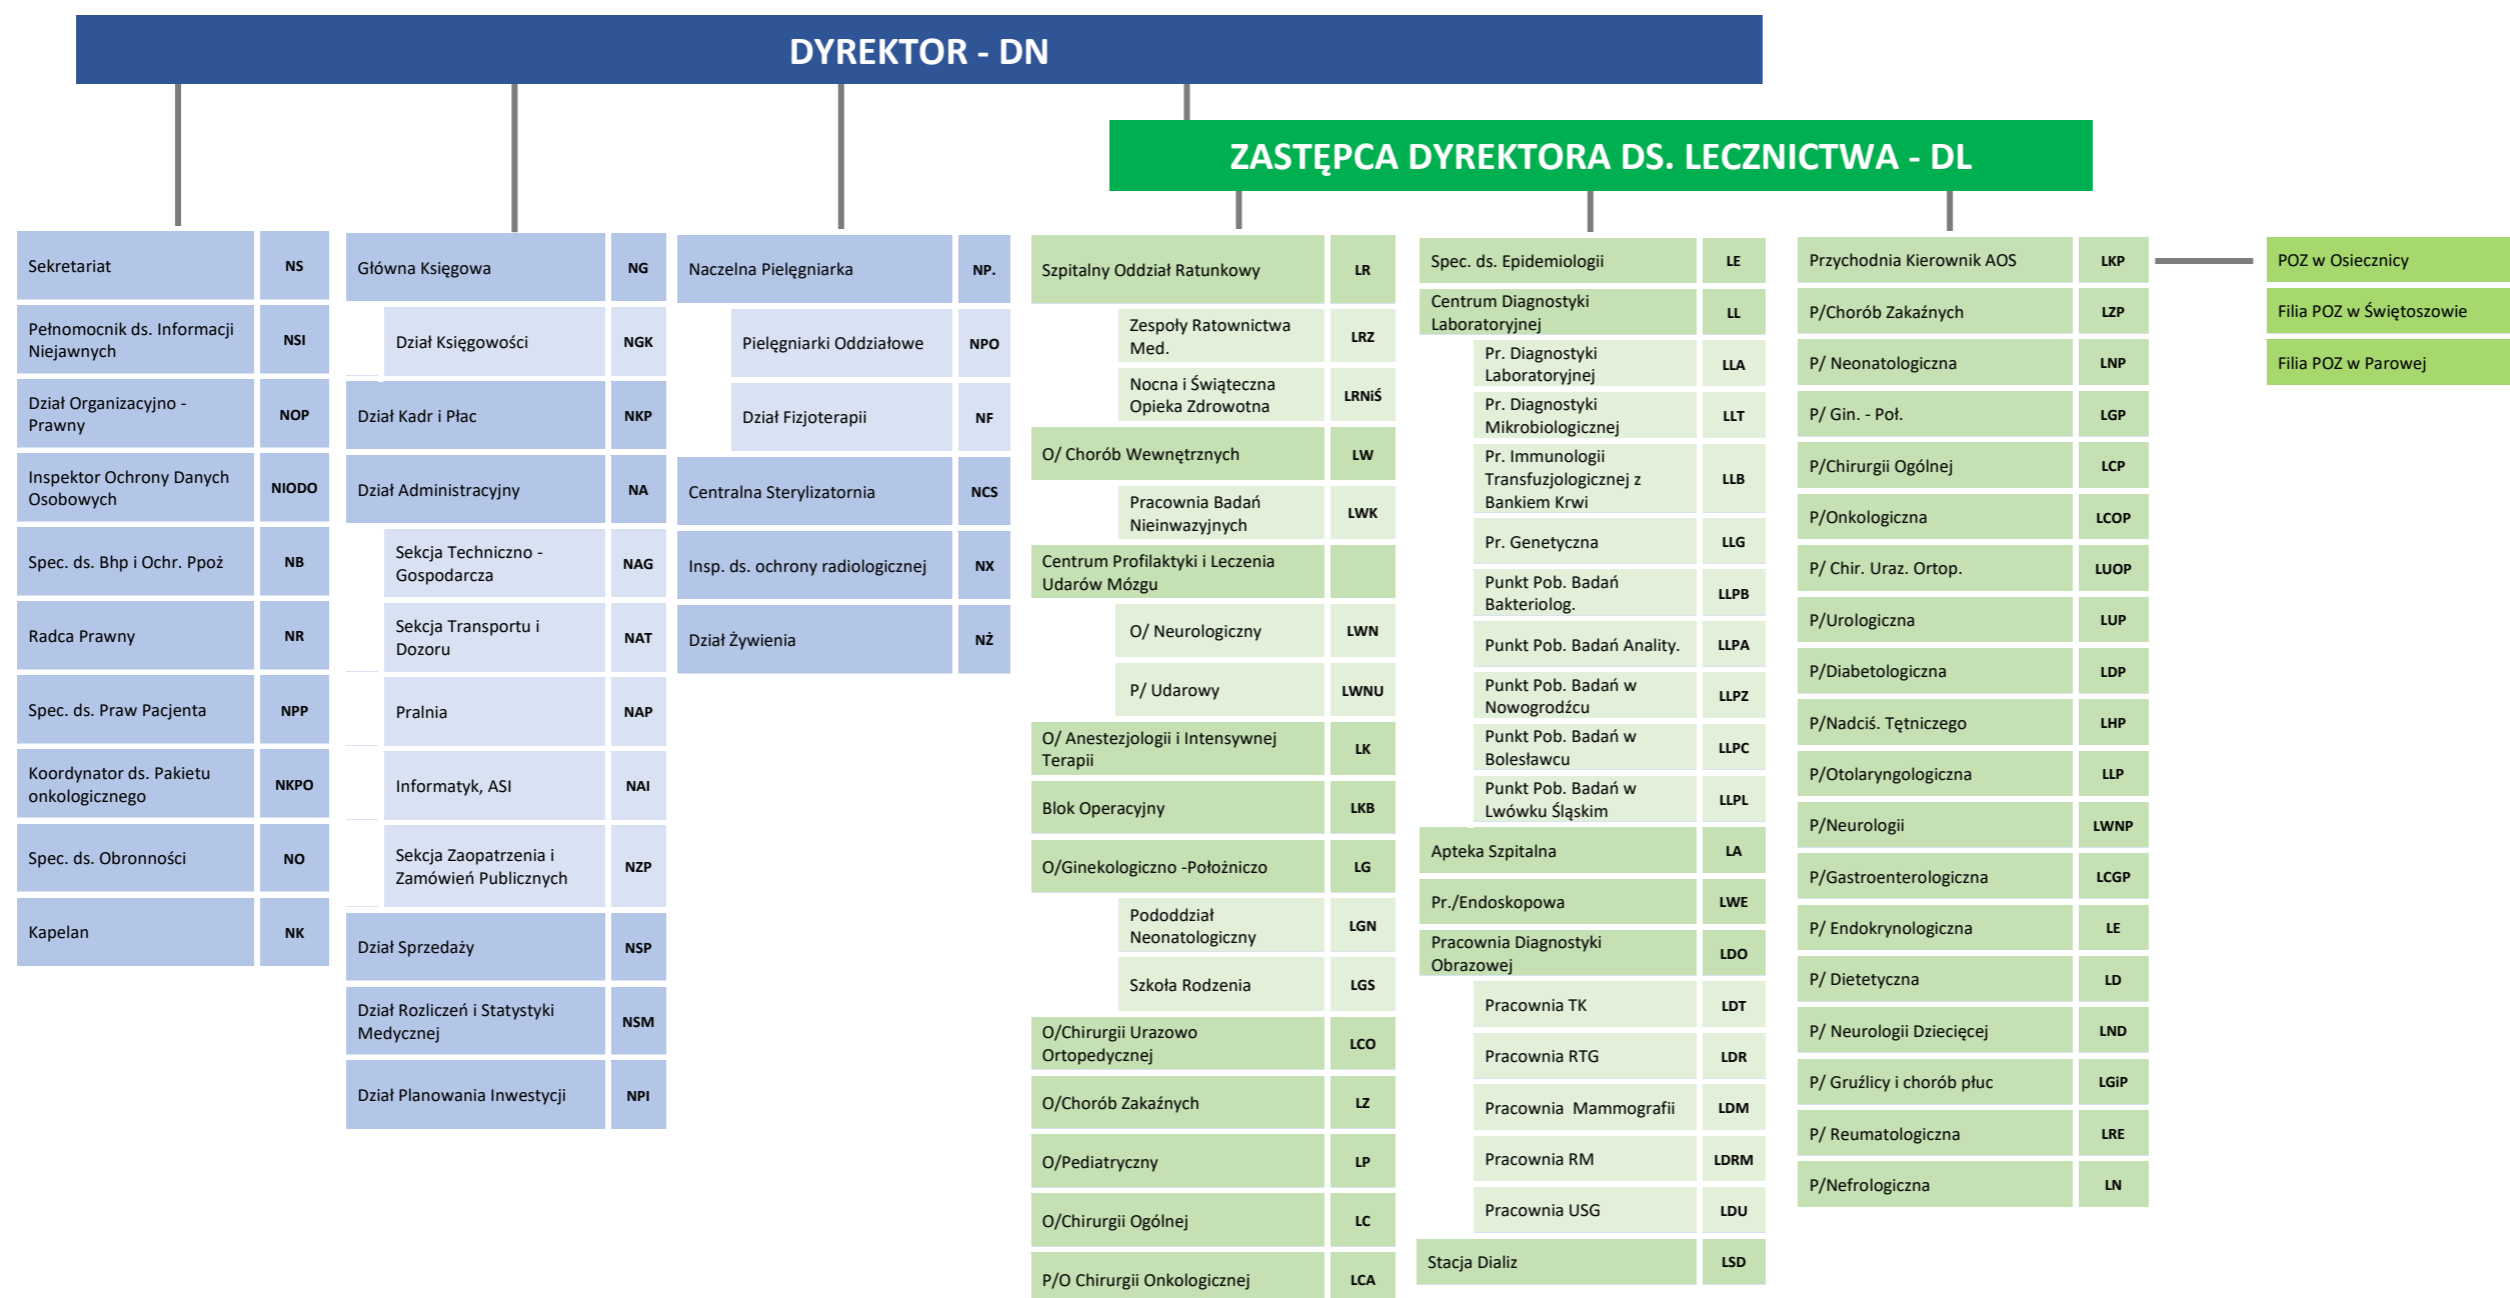 DYREKTOR - DN
ZASTĘPCA DYREKTORA DS. LECZNICTWA - DL
Sekretariat NS
Pełnomocnik ds. Informacji
Niejawnych NSI
Dział Organizacyjno -
Prawny NOP
Inspektor Ochrony Danych
Osobowych NIODO
Spec. ds. Bhp i Ochr. Ppoż NB
Radca Prawny NR
Spec. ds. Praw Pacjenta NPP
Koordynator ds. Pakietu
onkologicznego NKPO
Spec. ds. Obronności NO
Kapelan NK
Główna Księgowa NG
Dział Księgowości NGK
Dział Kadr i Płac NKP
Dział Administracyjny NA
Sekcja Techniczno -
Gospodarcza NAG
Sekcja Transportu i
Dozoru NAT
Pralnia NAP
Informatyk, ASI NAI
Sekcja Zaopatrzenia i
Zamówień Publicznych NZP
Dział Sprzedaży NSP
Dział Rozliczeń i Statystyki
Medycznej NSM
Dział Planowania Inwestycji NPI
Naczelna Pielęgniarka NP.
Pielęgniarki Oddziałowe NPO
Dział Fizjoterapii NF
Centralna Sterylizatornia NCS
Insp. ds. ochrony radiologicznej NX
Dział Żywienia NŻ
Szpitalny Oddział Ratunkowy LR
Zespoły Ratownictwa
Med. LRZ
Nocna i Świąteczna
Opieka Zdrowotna LRNiŚ
O/ Chorób Wewnętrznych LW
Pracownia Badań
Nieinwazyjnych LWK
Centrum Profilaktyki i Leczenia
Udarów Mózgu
O/ Neurologiczny LWN
P/ Udarowy LWNU
O/ Anestezjologii i Intensywnej
Terapii LK
Blok Operacyjny LKB
O/Ginekologiczno -Położniczo LG
Pododdział
Neonatologiczny LGN
Szkoła Rodzenia LGS
O/Chirurgii Urazowo
Ortopedycznej LCO
O/Chorób Zakaźnych LZ
O/Pediatryczny LP
O/Chirurgii Ogólnej LC
P/O Chirurgii Onkologicznej LCA
Spec. ds. Epidemiologii LE
Centrum Diagnostyki
Laboratoryjnej LL
Pr. Diagnostyki
Laboratoryjnej LLA
Pr. Diagnostyki
Mikrobiologicznej LLT
Pr. Immunologii
Transfuzjologicznej z
Bankiem Krwi LLB
Pr. Genetyczna LLG
Punkt Pob. Badań
Bakteriolog. LLPB
Punkt Pob. Badań Anality. LLPA
Punkt Pob. Badań w
Nowogrodźcu LLPZ
Punkt Pob. Badań w
Bolesławcu LLPC
Punkt Pob. Badań w
Lwówku Śląskim LLPL
Apteka Szpitalna LA
Pr./Endoskopowa LWE
Pracownia Diagnostyki
Obrazowej LDO
Pracownia TK LDT
Pracownia RTG LDR
Pracownia Mammografii LDM
Pracownia RM LDRM
Pracownia USG LDU
Stacja Dializ LSD
Przychodnia Kierownik AOS LKP
P/Chorób Zakaźnych LZP
P/ Neonatologiczna LNP
P/ Gin. - Poł. LGP
P/Chirurgii Ogólnej LCP
P/Onkologiczna LCOP
P/ Chir. Uraz. Ortop. LUOP
P/Urologiczna LUP
P/Diabetologiczna LDP
P/Nadciś. Tętniczego LHP
P/Otolaryngologiczna LLP
P/Neurologii LWNP
P/Gastroenterologiczna LCGP
P/ Endokrynologiczna LE
P/ Dietetyczna LD
P/ Neurologii Dziecięcej LND
P/ Gruźlicy i chorób płuc LGiP
P/ Reumatologiczna LRE
P/Nefrologiczna LN
POZ w Osiecznicy
Filia POZ w Świętoszowie
Filia POZ w Parowej